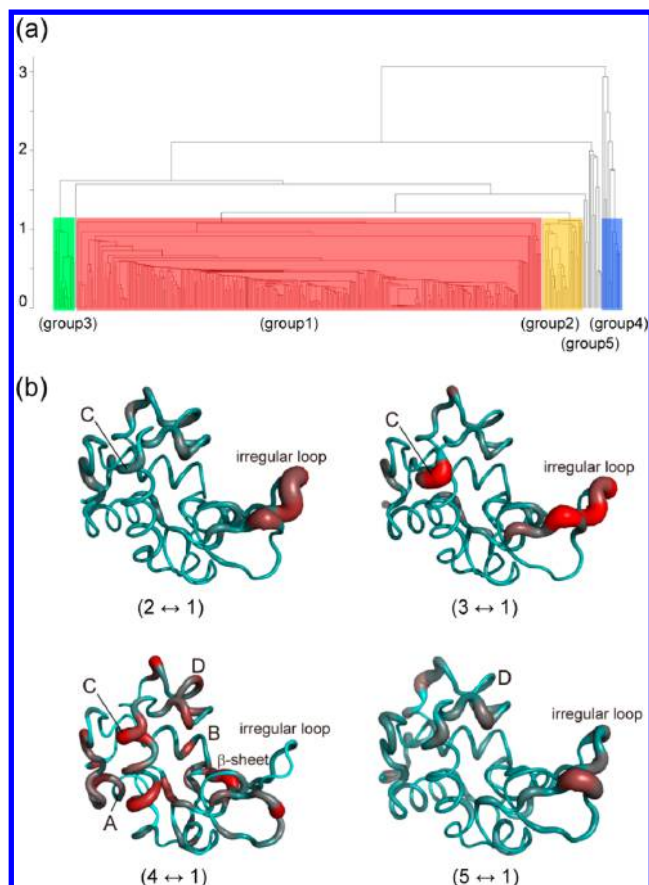 (a)
3
2
1
0
(group3) (group1) (group2) (group4)
(group5)
(b)
C irregular loop C irregular loop
(2 ↔ 1) (3 ↔ 1)
D
C D
B irregular loop irregular loop
β-sheet
A
(4 ↔ 1) (5 ↔ 1)